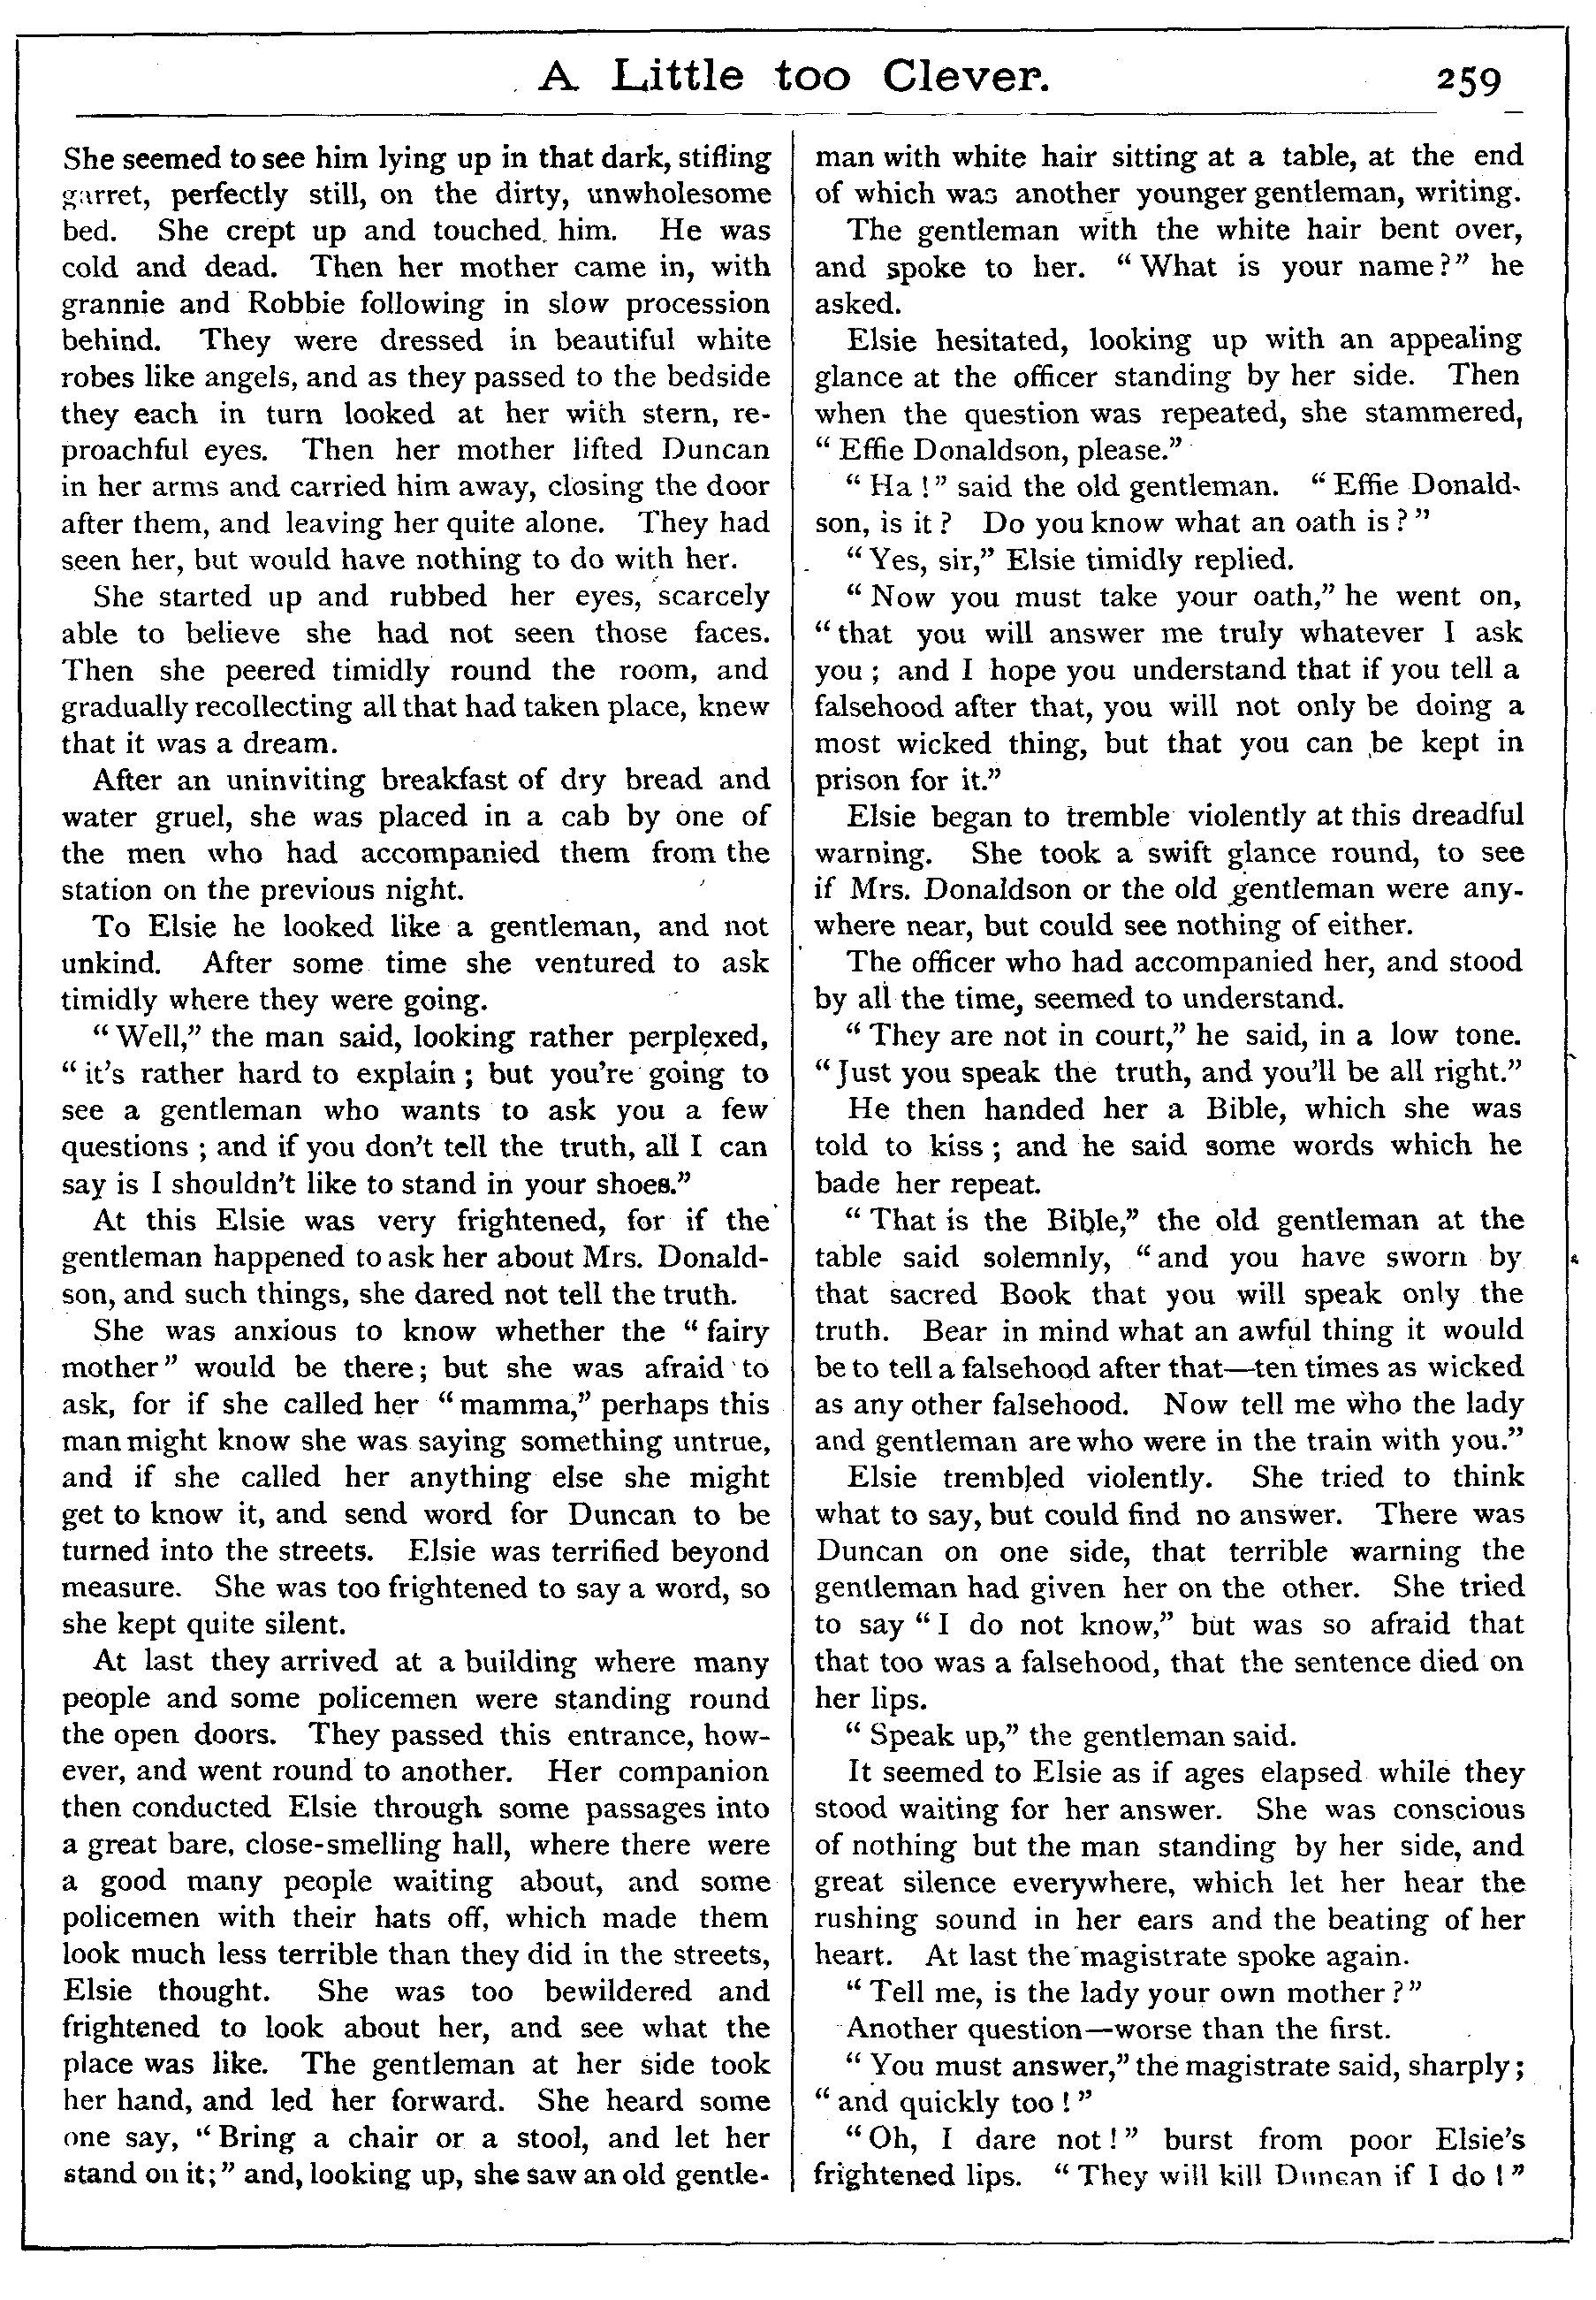 A Little too Clever. 259
She seemed to see him lying up in that dark, stifling
garret, perfectly still, on the dirty, unwholesome
bed. She crept up and touched him. He was
cold and dead. Then her mother came in, with
grannie and Robbie following in slow procession
behind. They were dressed in beautiful white
robes like angels, and as they passed to the bedside
they each in turn looked at her with stern, re-
proachful eyes. Then her mother lifted Duncan
in her arms and carried him away, closing the door
after them, and leaving her quite alone. They had
seen her, but would have nothing to do with her.
She started up and rubbed her eyes, scarcely
able to believe she had not seen those faces.
Then she peered timidly round the room, and
gradually recollecting all that had taken place, knew
that it was a dream.
After an uninviting breakfast of dry bread and
water gruel, she was placed in a cab by one of
the men who had accompanied them from the
station on the previous night.
To Elsie he looked like a gentleman, and not
unkind. After some time she ventured to ask
timidly where they were going.
“Well,” the man said, looking rather perplexed,
“it's rather hard to explain; but you're going to
see a gentleman who wants to ask you a few
questions; and if you don't tell the truth, all I can
say is I shouldn't like to stand in your shoes.”
At this Elsie was very frightened, for if the
gentleman happened to ask her about Mrs. Donald-
son, and such things, she dared not tell the truth.
She was anxious to know whether the “fairy
mother” would be there; but she was afraid to
ask, for if she called her “mamma,” perhaps this
man might know she was saying something untrue,
and if she called her anything else she might
get to know it, and send word for Duncan to be
turned into the streets. Elsie was terrified beyond
measure. She was too frightened to say a word, so
she kept quite silent.
At last they arrived at a building where many
people and some policemen were standing round
the open doors. They passed this entrance, how-
ever, and went round to another. Her companion
then conducted Elsie through some passages into
a great bare, close-smelling hall, where there were
a good many people waiting about, and some
policemen with their hats off, which made them
look much less terrible than they did in the streets,
Elsie thought. She was too bewildered and
frightened to look about her, and see what the
place was like. The gentleman at her side took
her hand, and led her forward. She heard some
one say, “Bring a chair or a stool, and let her
stand on it;” and, looking up, she saw an old gentle-
man with white hair sitting at a table, at the end
of which was another younger gentleman, writing.
The gentleman with the white hair bent over,
and spoke to her. “What is your name?” he
asked.
Elsie hesitated, looking up with an appealing
glance at the officer standing by her side. Then
when the question was repeated, she stammered,
“Effie Donaldson, please.”
“Ha!” said the old gentleman. “Effie Donald-
son, is it? Do you know what an oath is?”
“Yes, sir,” Elsie timidly replied.
“Now you must take your oath,” he went on,
“that you will answer me truly whatever I ask
you; and I hope you understand that if you tell a
falsehood after that, you will not only be doing a
most wicked thing, but that you can be kept in
prison for it.”
Elsie began to tremble violently at this dreadful
warning. She took a swift glance round, to see
if Mrs. Donaldson or the old gentleman were any-
where near, but could see nothing of either.
The officer who had accompanied her, and stood
by all the time, seemed to understand.
“They are not in court,” he said, in a low tone.
“Just you speak the truth, and you'll be all right.”
He then handed her a Bible, which she was
told to kiss; and he said some words which he
bade her repeat.
“That is the Bible,” the old gentleman at the
table said solemnly, “and you have sworn by
that sacred Book that you will speak only the
truth. Bear in mind what an awful thing it would
be to tell a falsehood after that—ten times as wicked
as any other falsehood. Now tell me who the lady
and gentleman are who were in the train with you.”
Elsie trembled violently. She tried to think
what to say, but could find no answer. There was
Duncan on one side, that terrible warning the
gentleman had given her on the other. She tried
to say “I do not know,” but was so afraid that
that too was a falsehood, that the sentence died on
her lips.
“Speak up,” the gentleman said.
It seemed to Elsie as if ages elapsed while they
stood waiting for her answer. She was conscious
of nothing but the man standing by her side, and
great silence everywhere, which let her hear the
rushing sound in her ears and the beating of her
heart. At last the magistrate spoke again.
“Tell me, is the lady your own mother?”
Another question—worse than the first.
“You must answer,” the magistrate said, sharply;
“and quickly too!”
“Oh, I dare not!” burst from poor Elsie's
frightened lips. “They will kill Duncan if I do!”